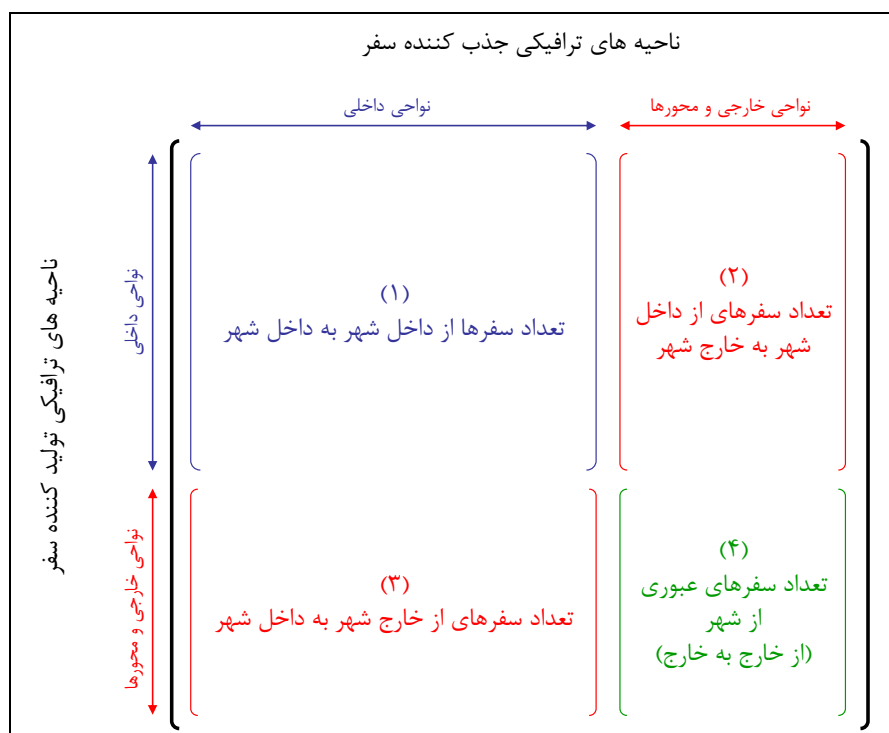 ناحیه های ترافیکی جذب کننده سفر
نواحی خارجی و محورها
نواحی داخلی
ناحیه های ترافیکی تولید کننده سفر
نواحی داخلی
(۱)
تعداد سفرها از داخل شهر به داخل شهر
(۲)
تعداد سفرهای از داخل
شهر به خارج شهر
نواحی خارجی و محورها
(۳)
تعداد سفرهای از خارج شهر به داخل شهر
(۴)
تعداد سفرهای عبوری
از شهر
(از خارج به خارج)